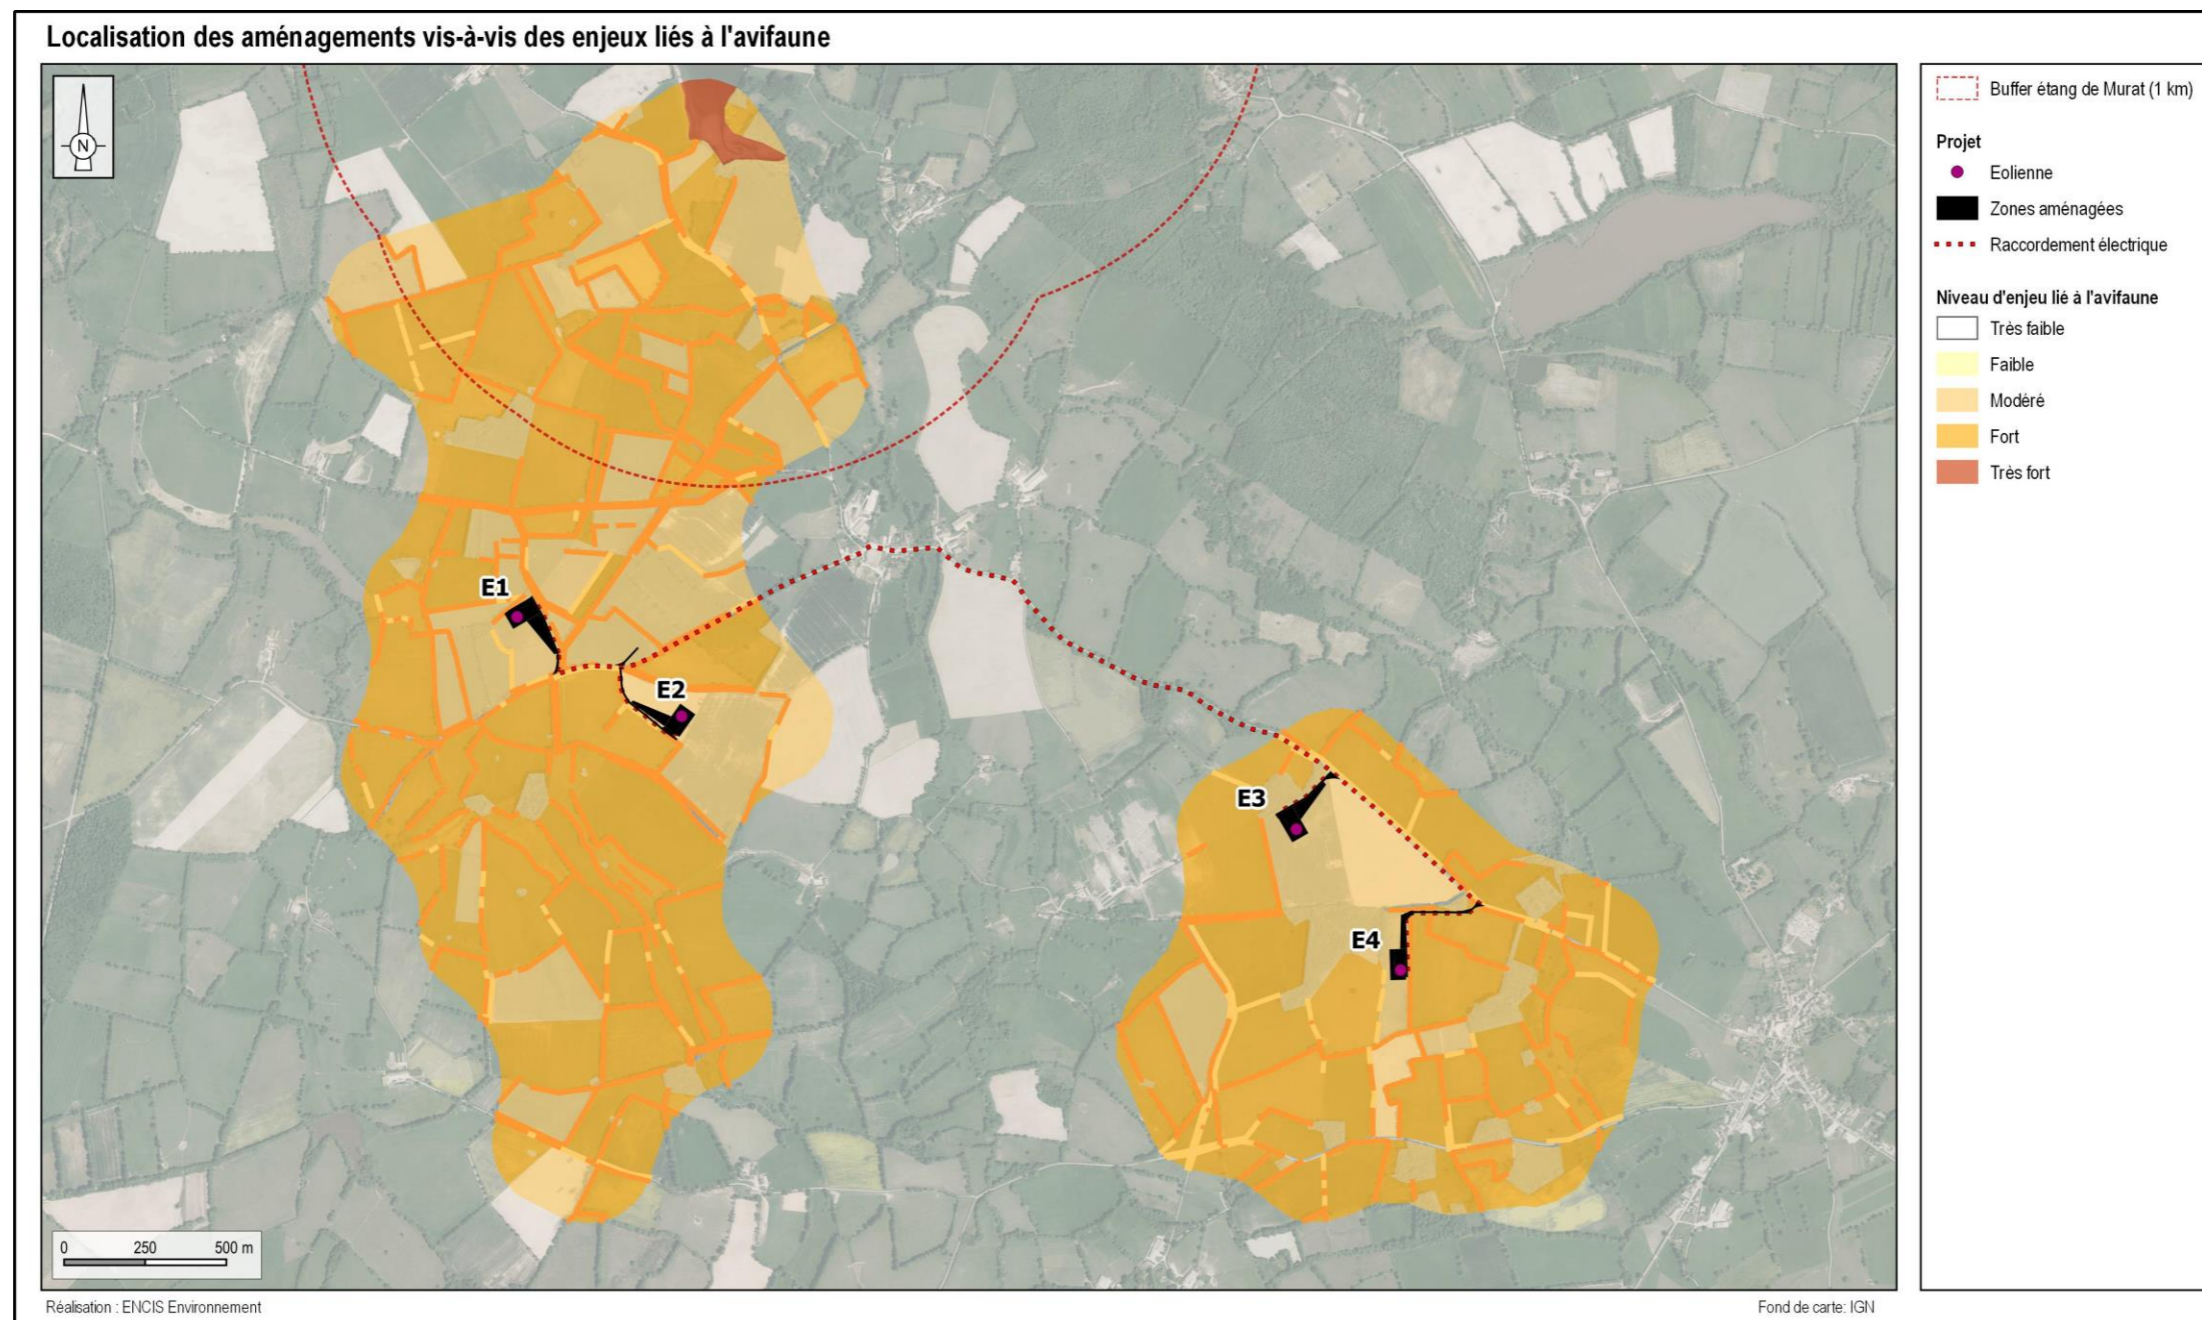 Localisation des aménagements vis-à-vis des enjeux liés à l'avifaune
N
E1
E2
E3
E4
0 250 500 m
Buffer étang de Murat (1 km)
Projet
Eolienne
Zones aménagées
Raccordement électrique
Niveau d'enjeu lié à l'avifaune
Très faible
Faible
Modéré
Fort
Très fort
Réalisation : ENCIS Environnement
Fond de carte: IGN